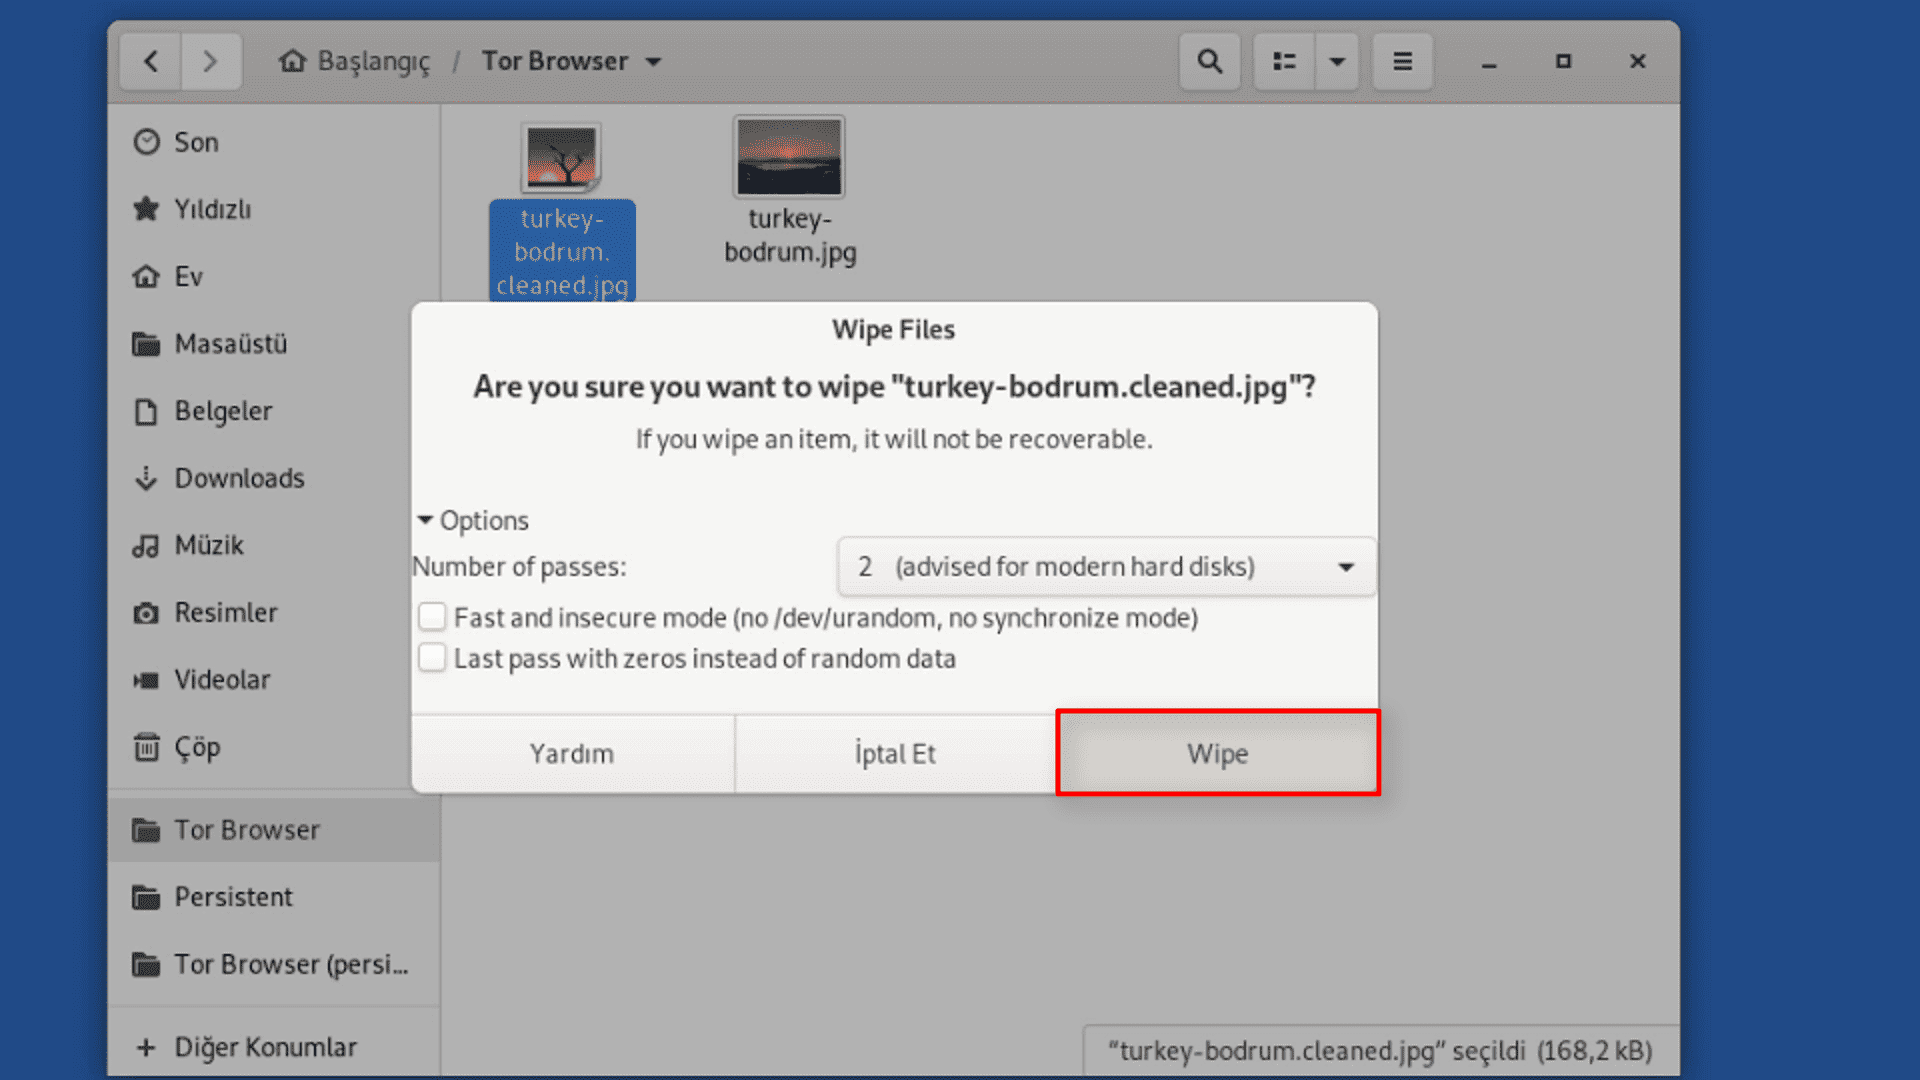 Başlangıç / Tor Browser
Son
Yıldızlı
Ev
Masaüstü
Belgeler
Downloads
Müzik
Resimler
Videolar
Çöp
Tor Browser
Persistent
Tor Browser (persi...
+ Diğer Konumlar
turkey-
bodrum.
cleaned.jpg
turkey-
bodrum.jpg
Wipe Files
Are you sure you want to wipe "turkey-bodrum.cleaned.jpg"?
If you wipe an item, it will not be recoverable.
Options
Number of passes: 2 (advised for modern hard disks)
Fast and insecure mode (no /dev/urandom, no synchronize mode)
Last pass with zeros instead of random data
Yardım İptal Et Wipe
“turkey-bodrum.cleaned.jpg” seçildi (168,2 kB)